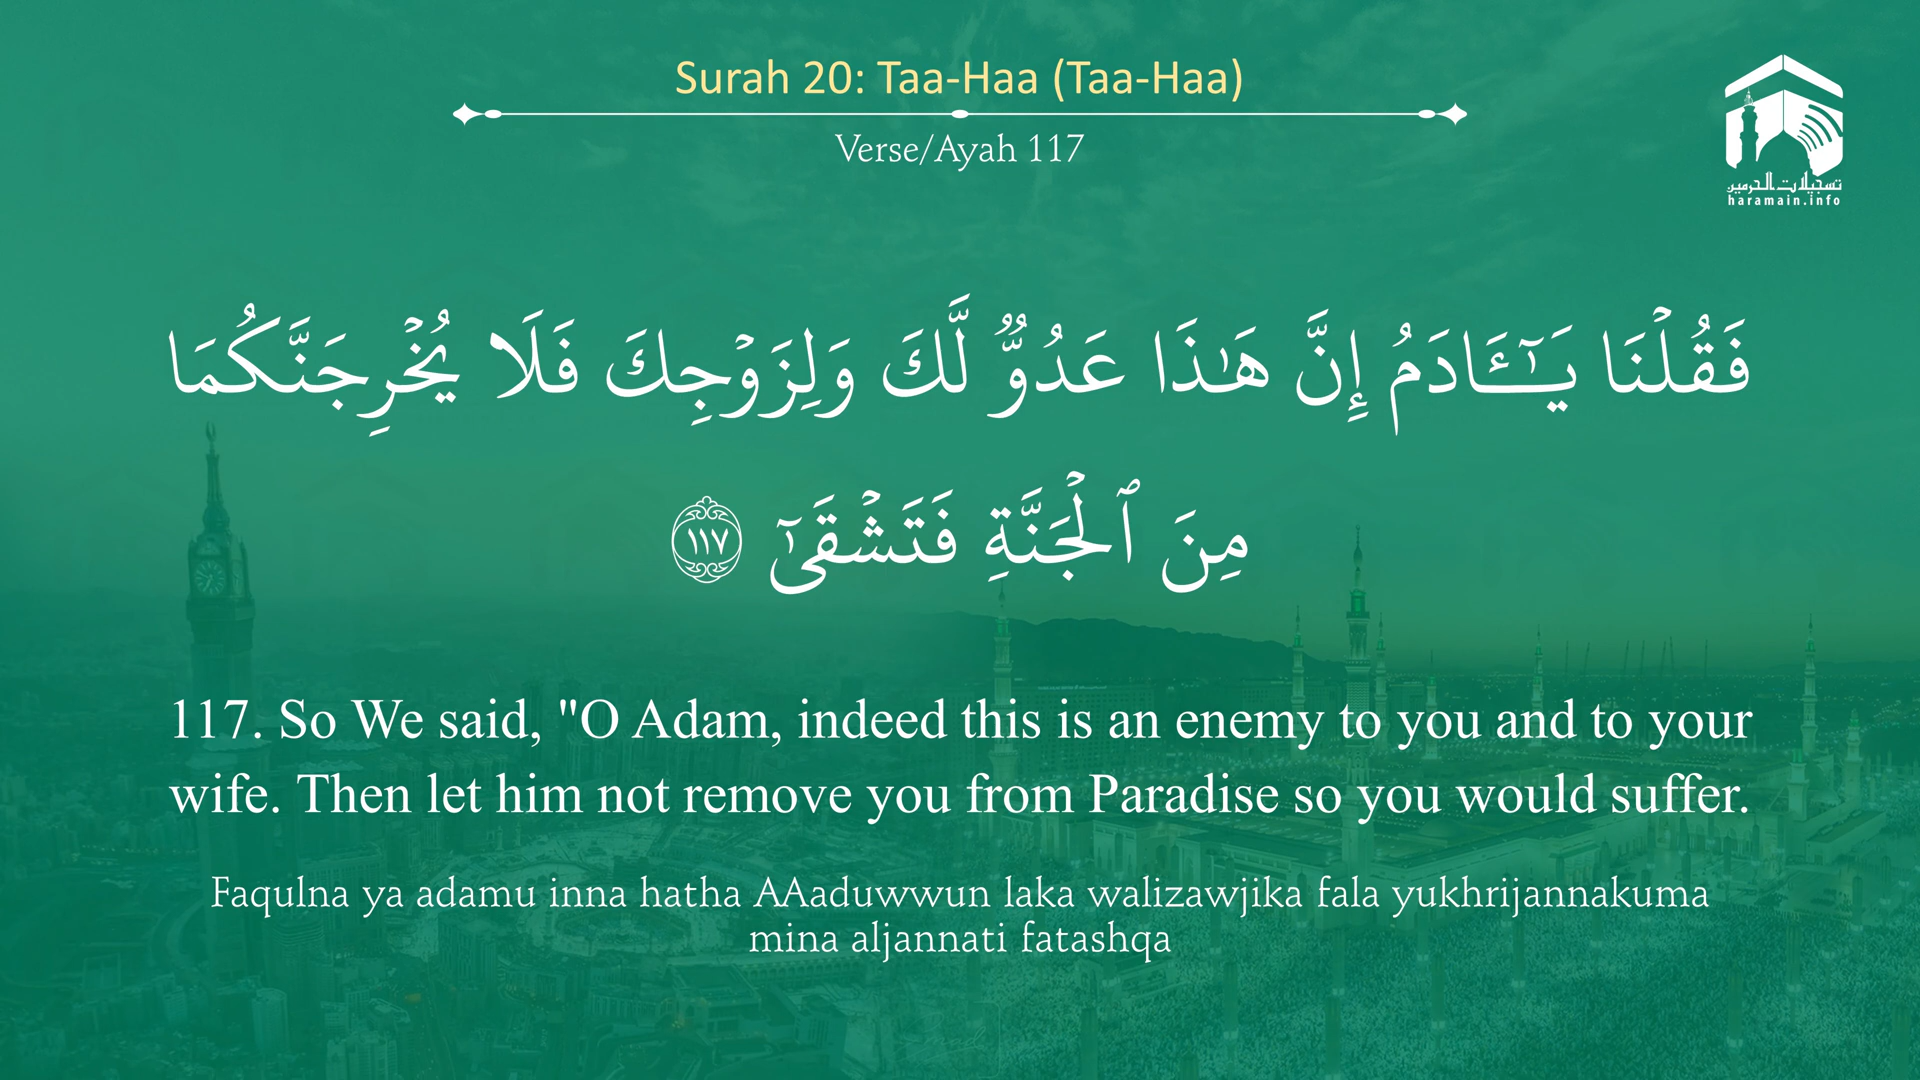 Surah 20: Taa-Haa (Taa-Haa)
Verse/Ayah 117
تسجيلات الحرمين
haramain.info
فَقُلْنَا يَـٰٓـَٔادَمُ إِنَّ هَـٰذَا عَدُوٌّ لَّكَ وَلِزَوْجِكَ فَلَا يُخْرِجَنَّكُمَا
مِنَ ٱلْجَنَّةِ فَتَشْقَىٰٓ ١١٧
117. So We said, "O Adam, indeed this is an enemy to you and to your
wife. Then let him not remove you from Paradise so you would suffer.
Faqulna ya adamu inna hatha AAaduwwun laka walizawjika fala yukhrijannakuma
mina aljannati fatashqa